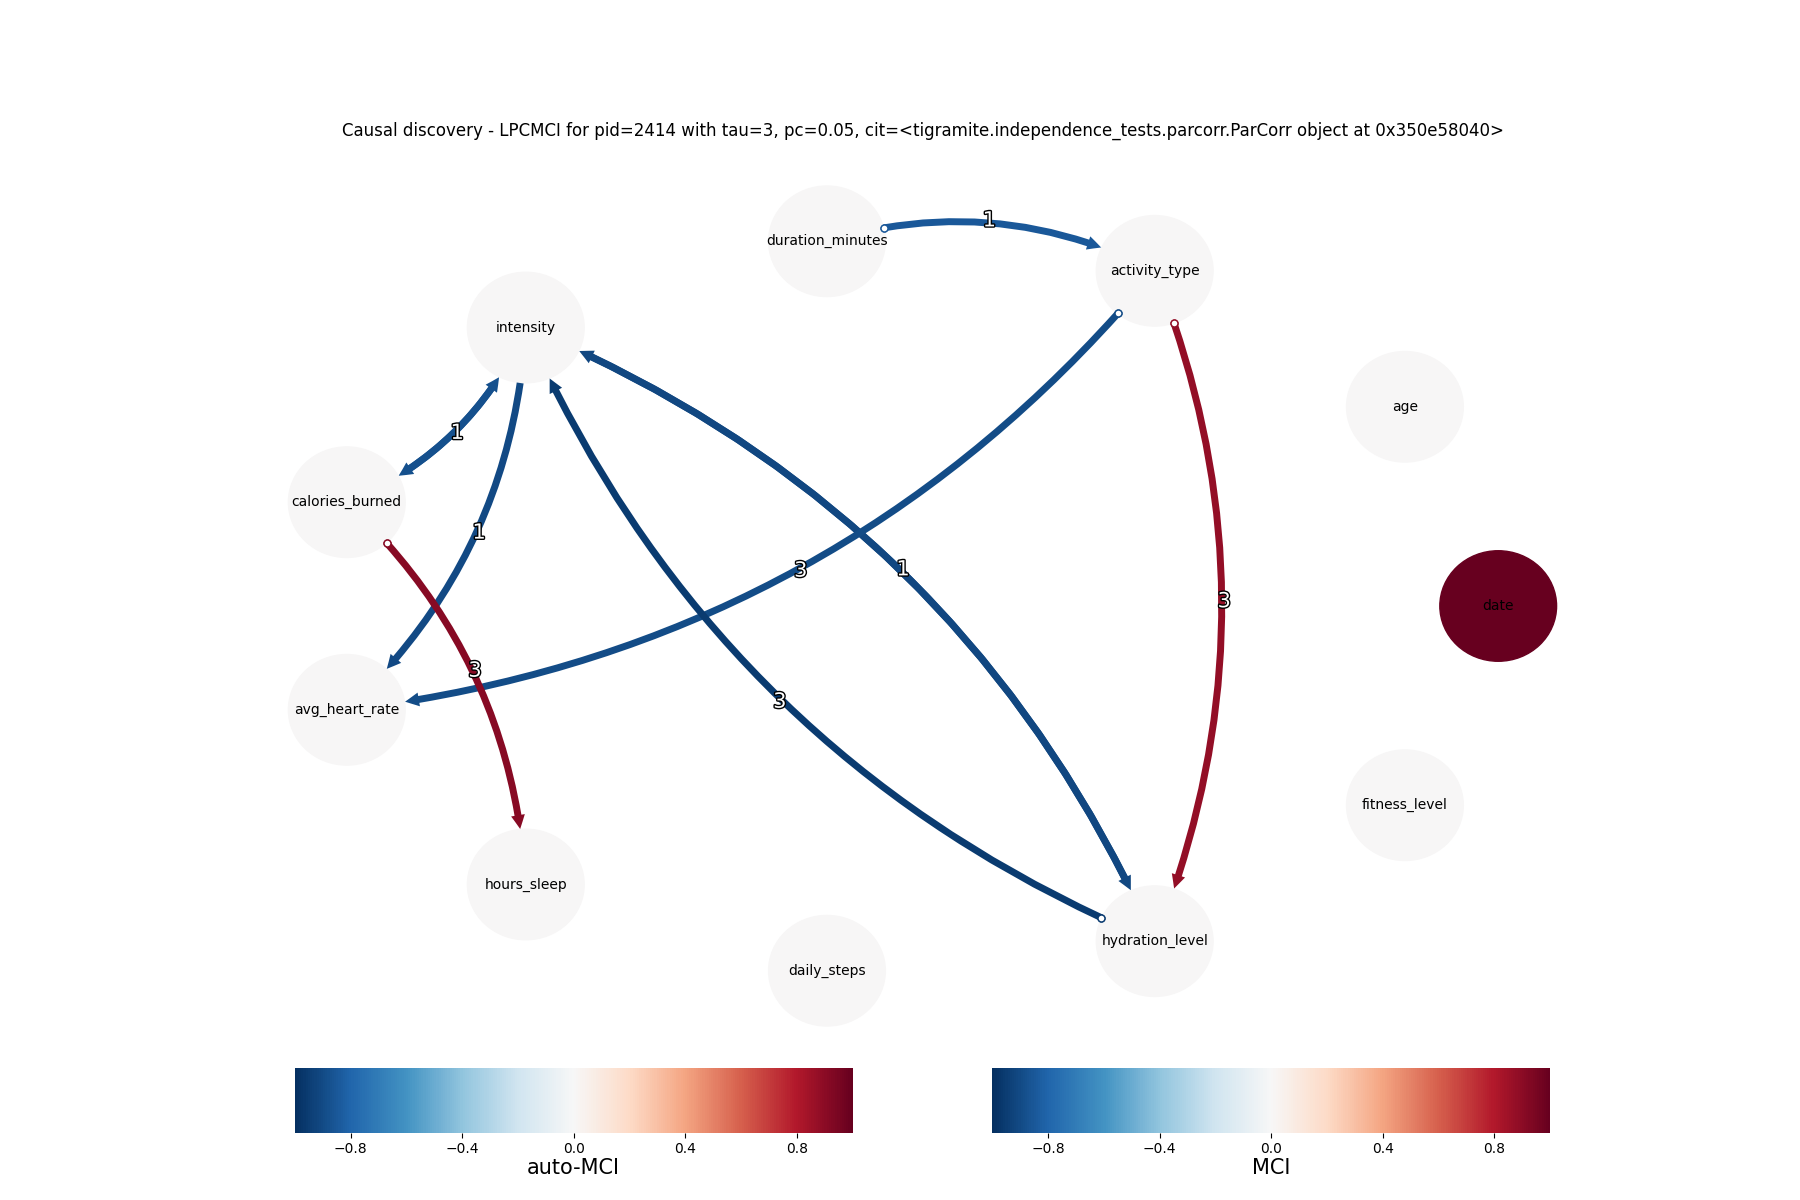 Causal discovery - LPCMCI for pid=2414 with tau=3, pc=0.05, cit=<tigramite.independence_tests.parcorr.ParCorr object at 0x350e58040>
1
duration_minutes
activity_type
intensity
age
1
calories_burned
1
3
1
3
date
3
3
avg_heart_rate
fitness_level
hours_sleep
hydration_level
daily_steps
−0.8 −0.4 0.0 0.4 0.8
auto-MCI
−0.8 −0.4 0.0 0.4 0.8
MCI